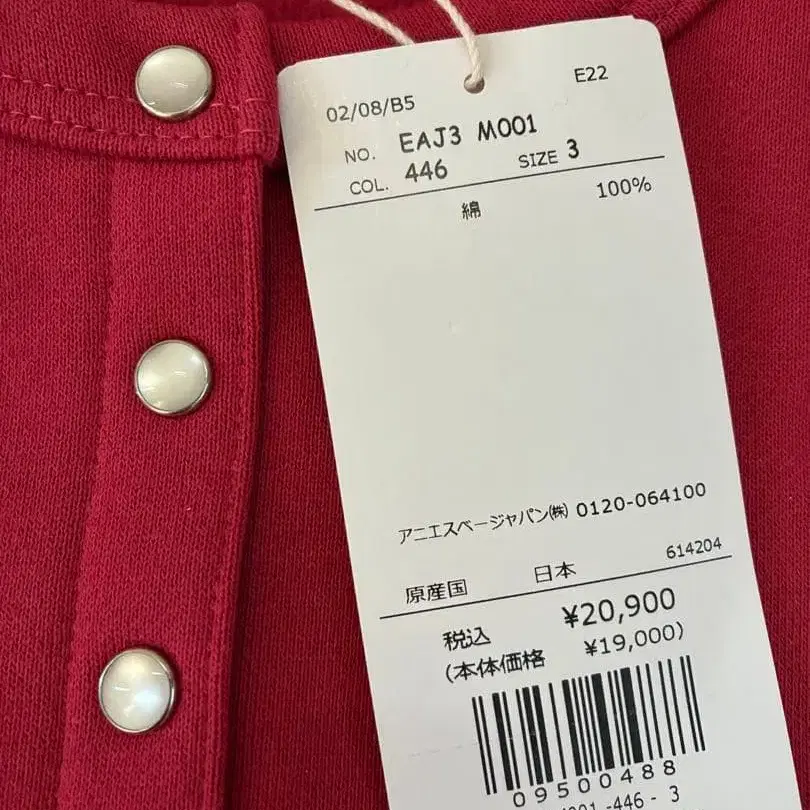 02/08/B5 E22
NO. EAJ3 M001
COL. 446 SIZE 3
綿 100%
アニエスベージャパン㈱ 0120-064100
614204
原産国 日本
税込 ¥20,900
(本体価格 ¥19,000)
09500488
-446 - 3